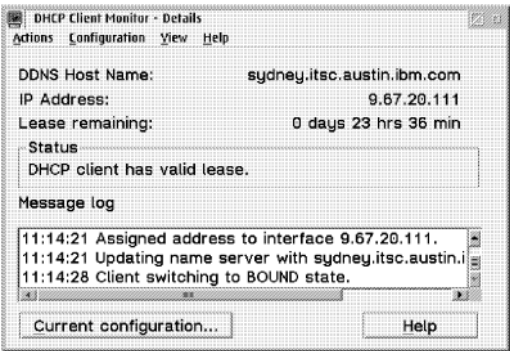 DHCP Client Monitor - Details
Actions Configuration View Help
DDNS Host Name: sydney.itsc.austin.ibm.com
IP Address: 9.67.20.111
Lease remaining: 0 days 23 hrs 36 min
Status
DHCP client has valid lease.
Message log
11:14:21 Assigned address to interface 9.67.20.111.
11:14:21 Updating name server with sydney.itsc.austin.i
11:14:28 Client switching to BOUND state.
Current configuration... Help